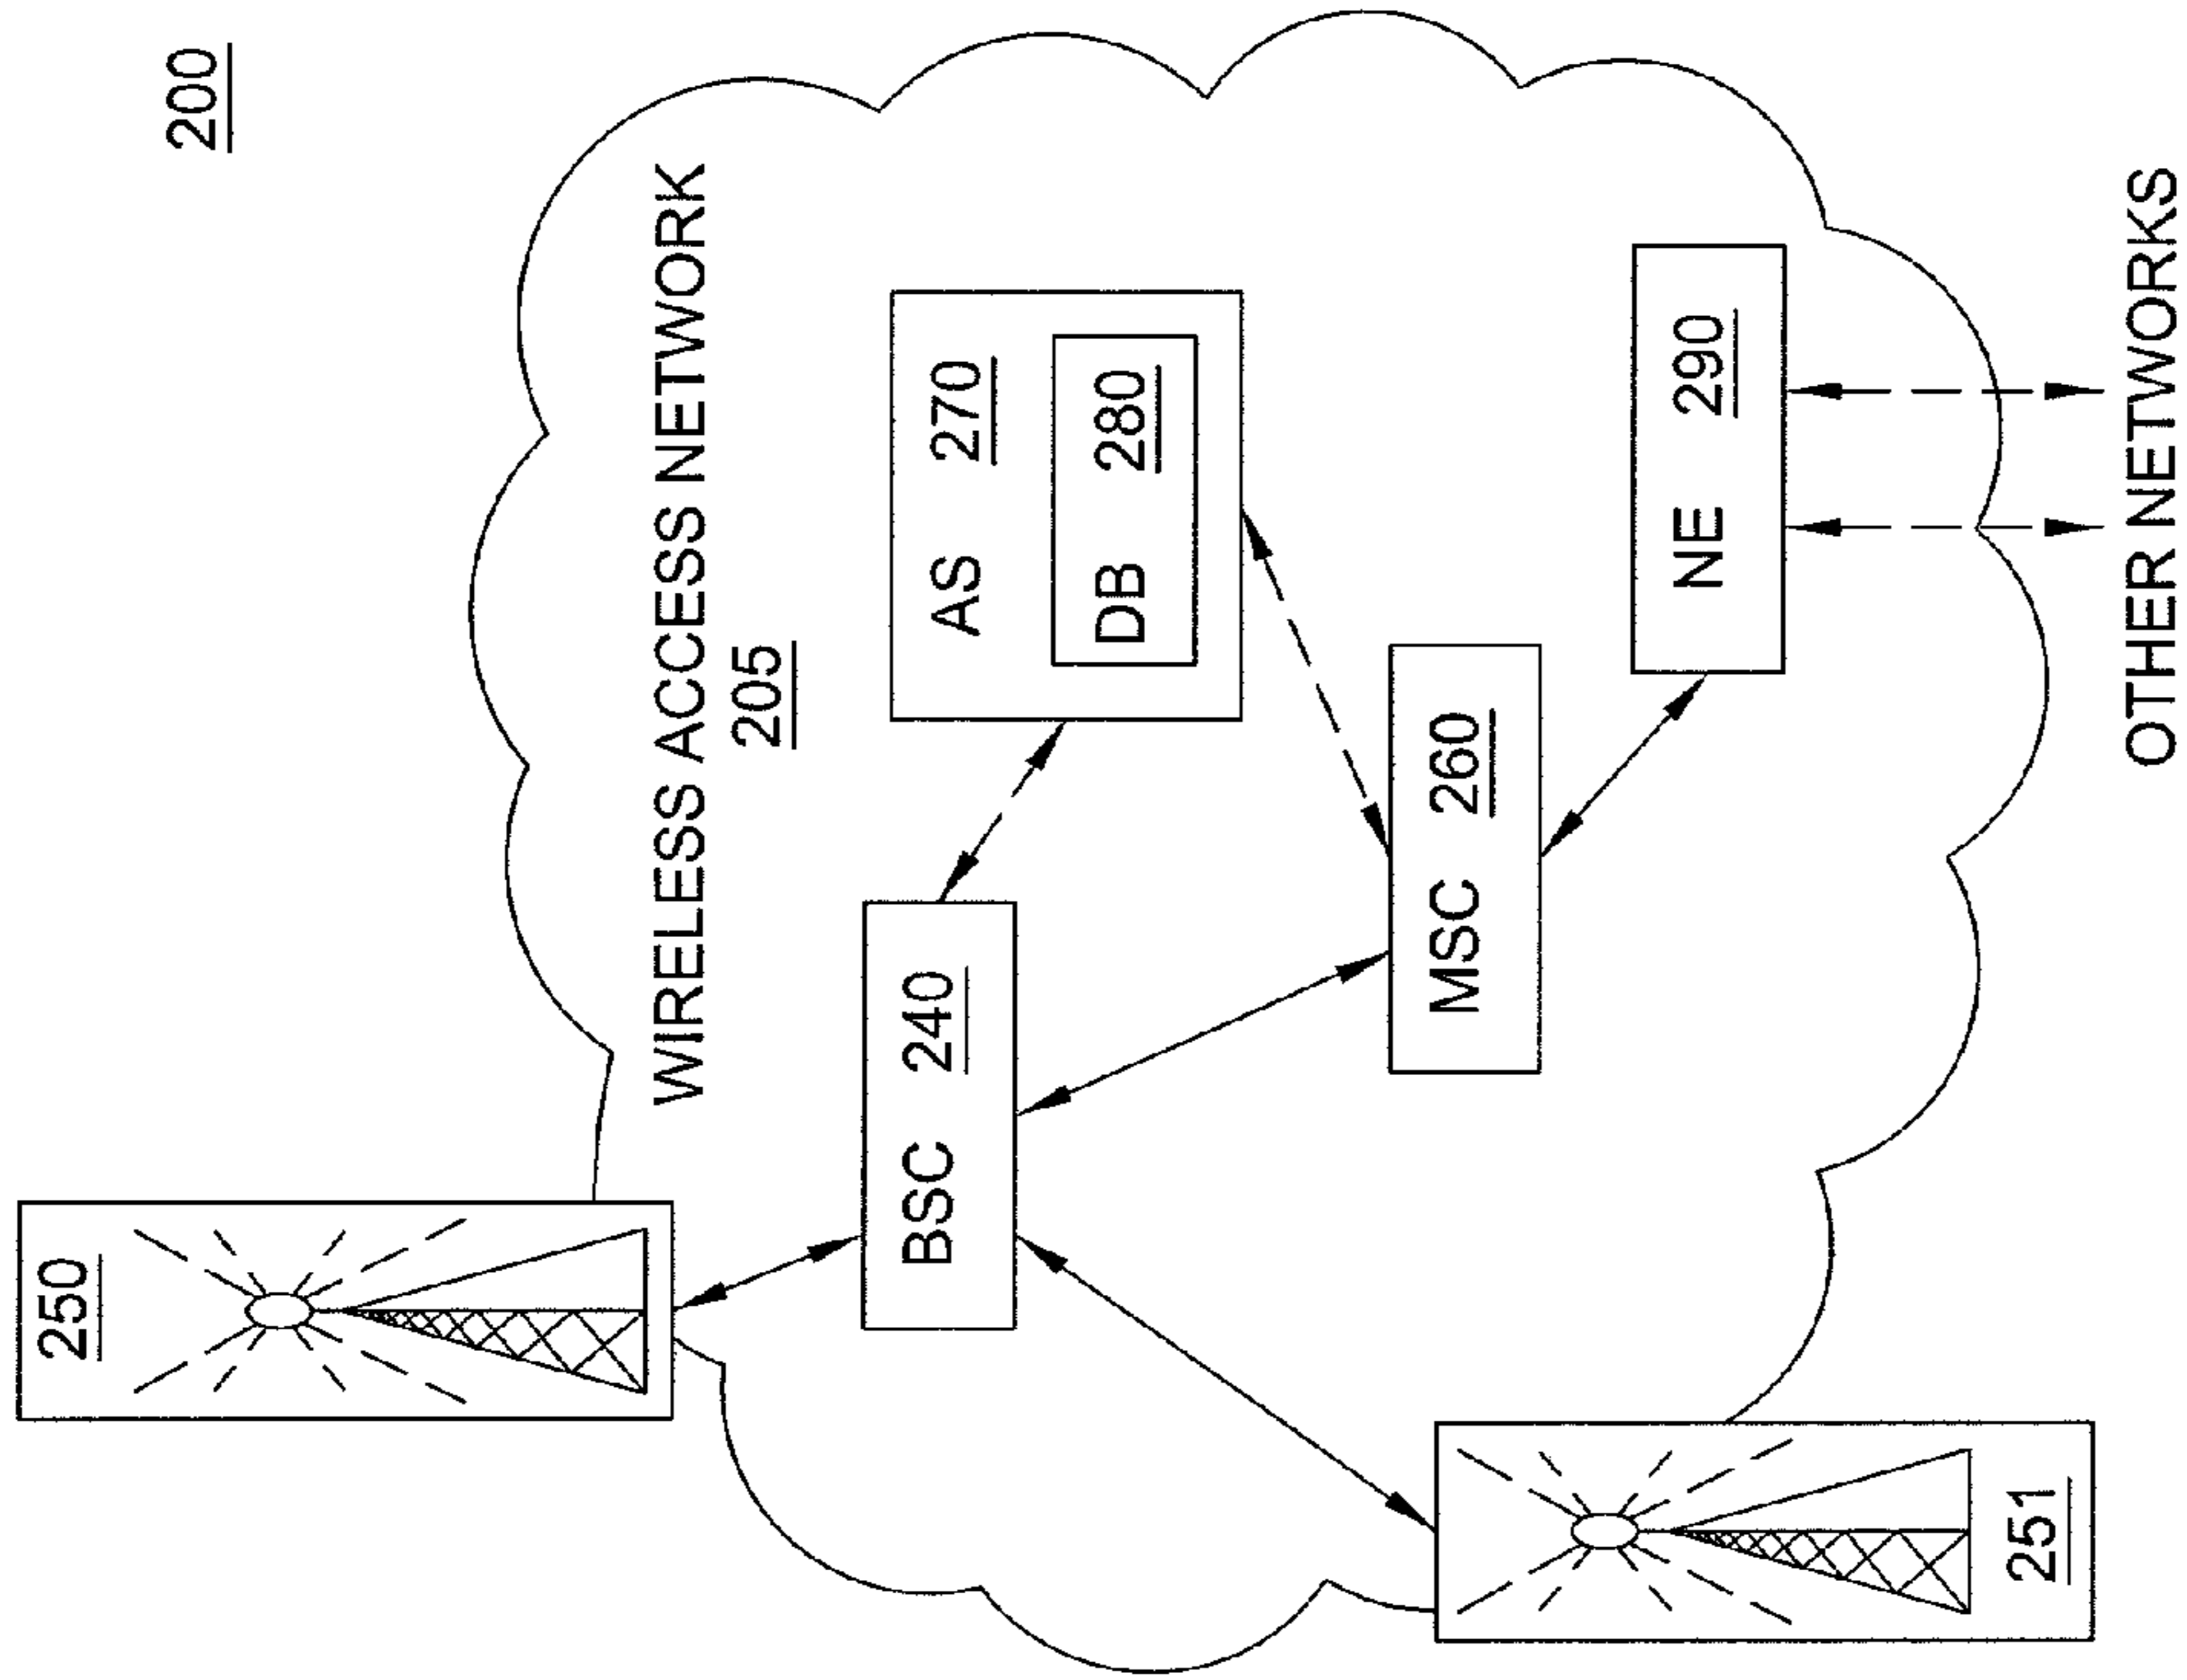 200
WIRELESS ACCESS NETWORK
205
250
AS 270
DB 280
BSC 240
MSC 260
NE 290
251
OTHER NETWORKS